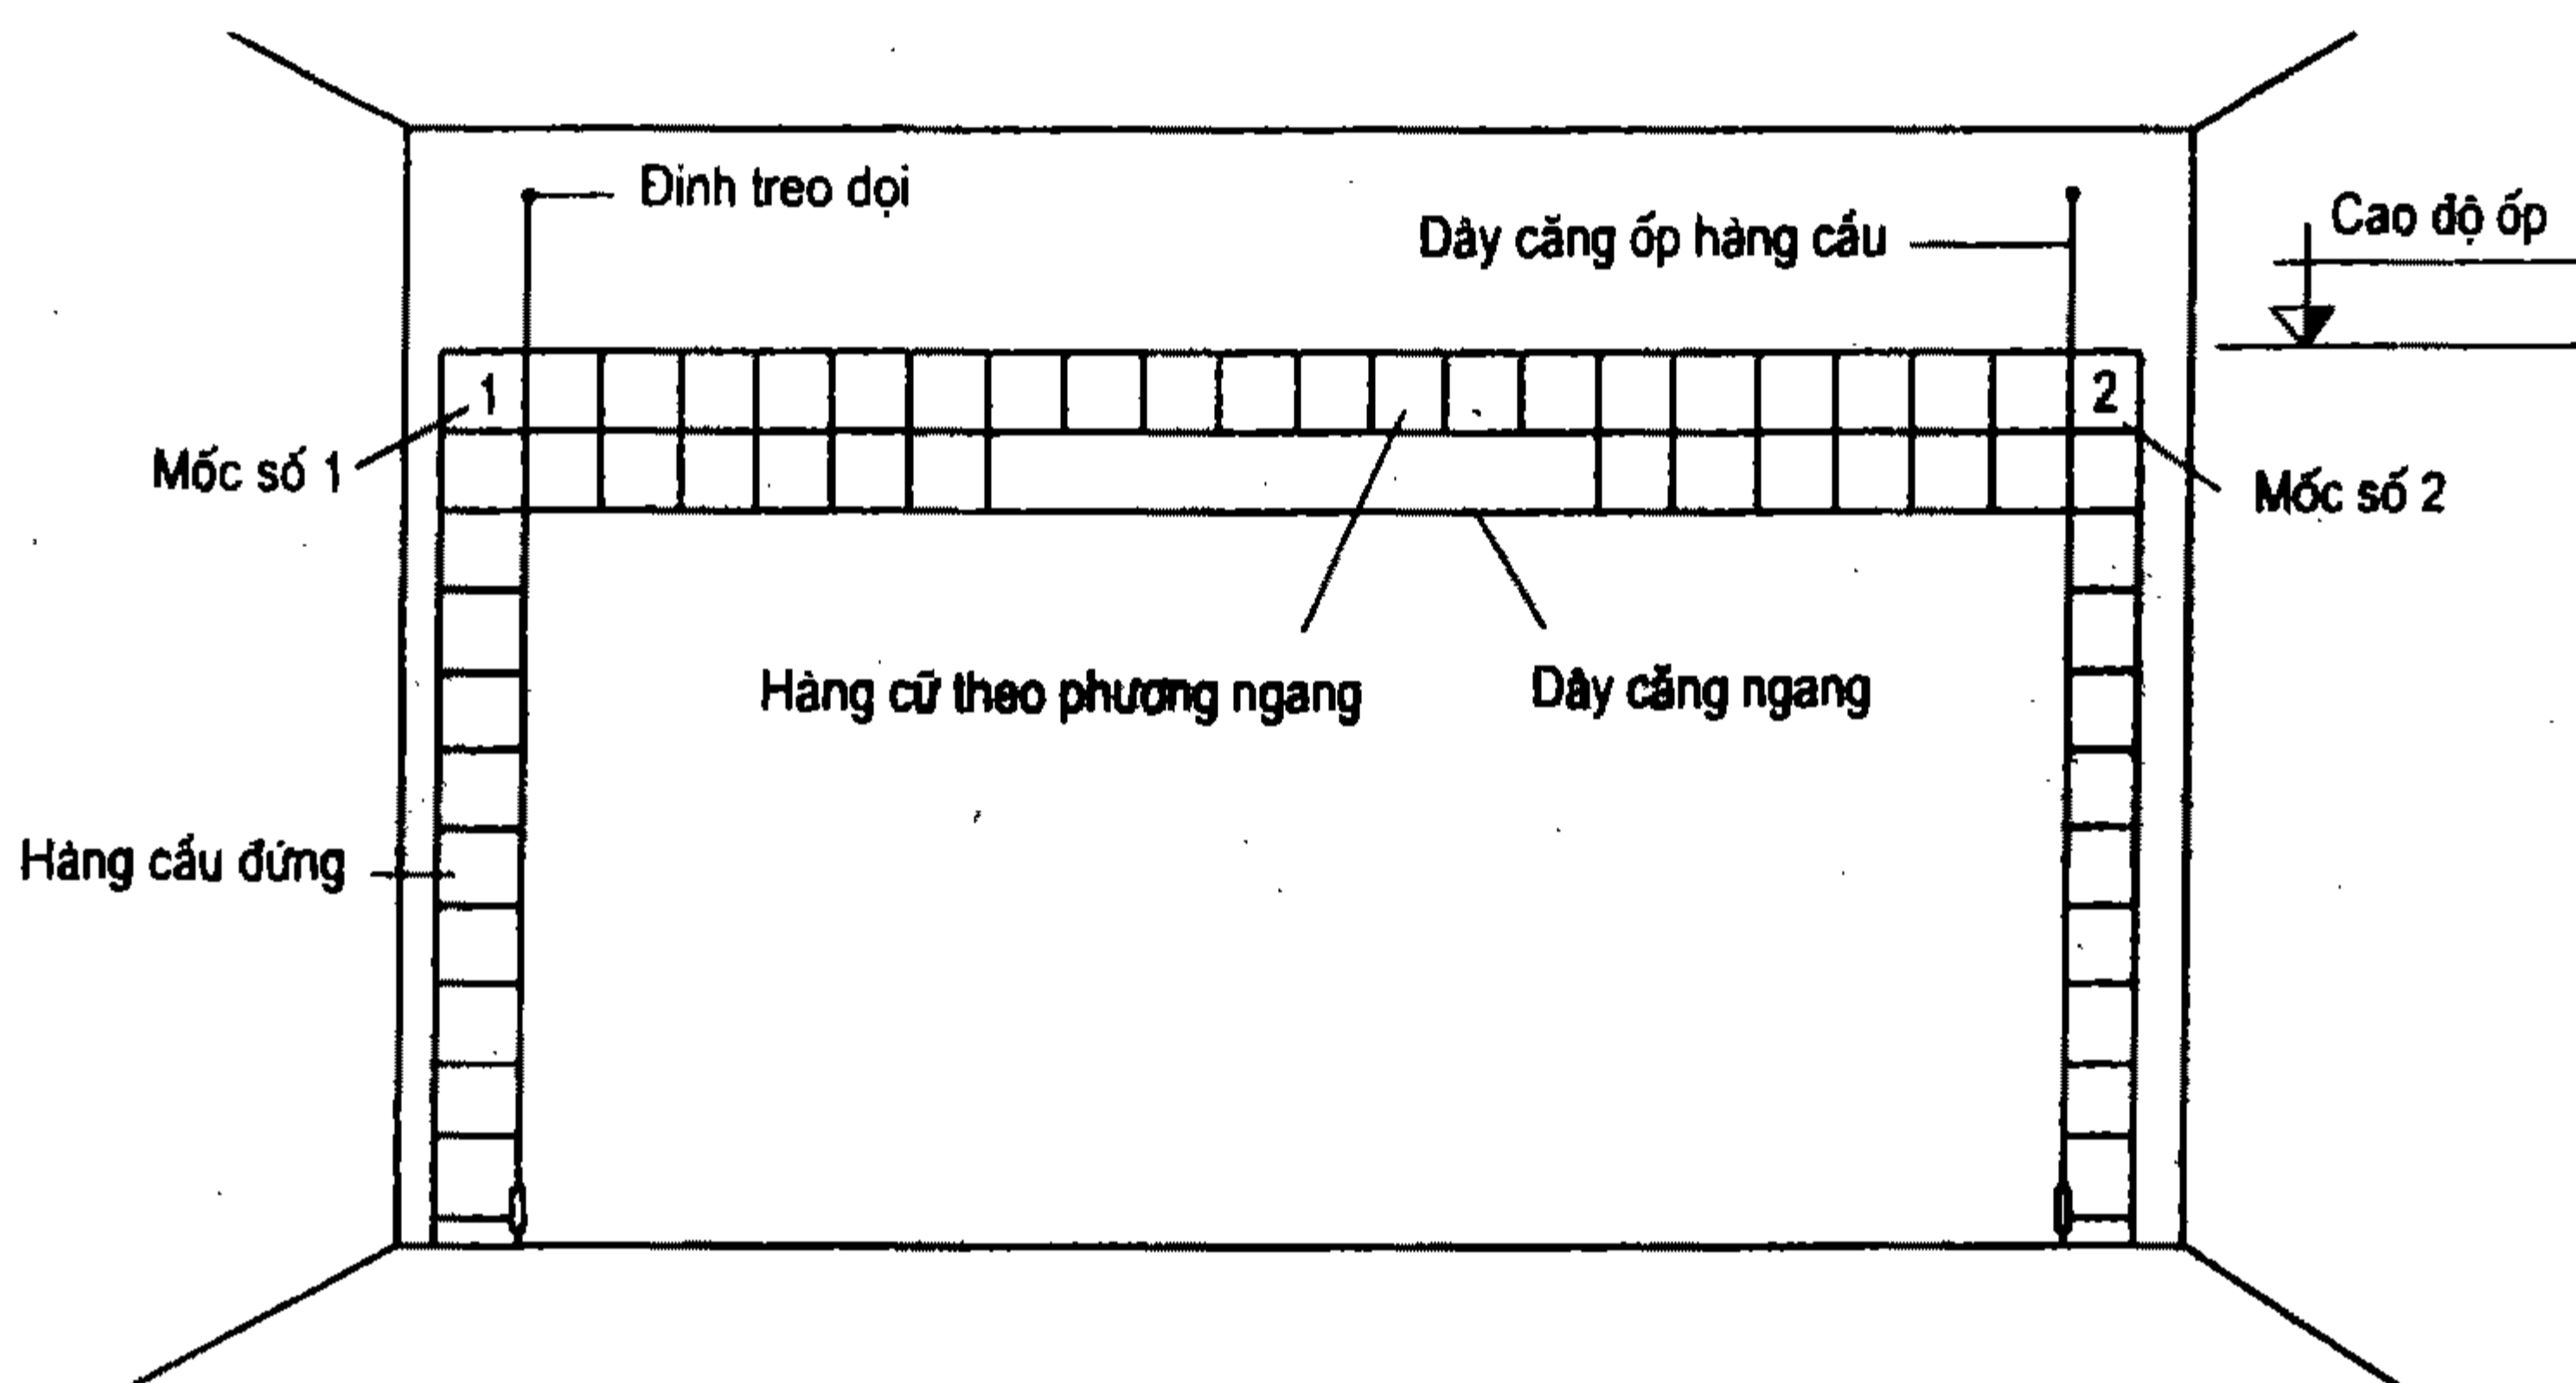 Đinh treo dọi
Dây căng ốp hàng cầu
Cao độ ốp
1
2
Mốc số 1
Mốc số 2
Hàng cữ theo phương ngang
Dây căng ngang
Hàng cầu đứng